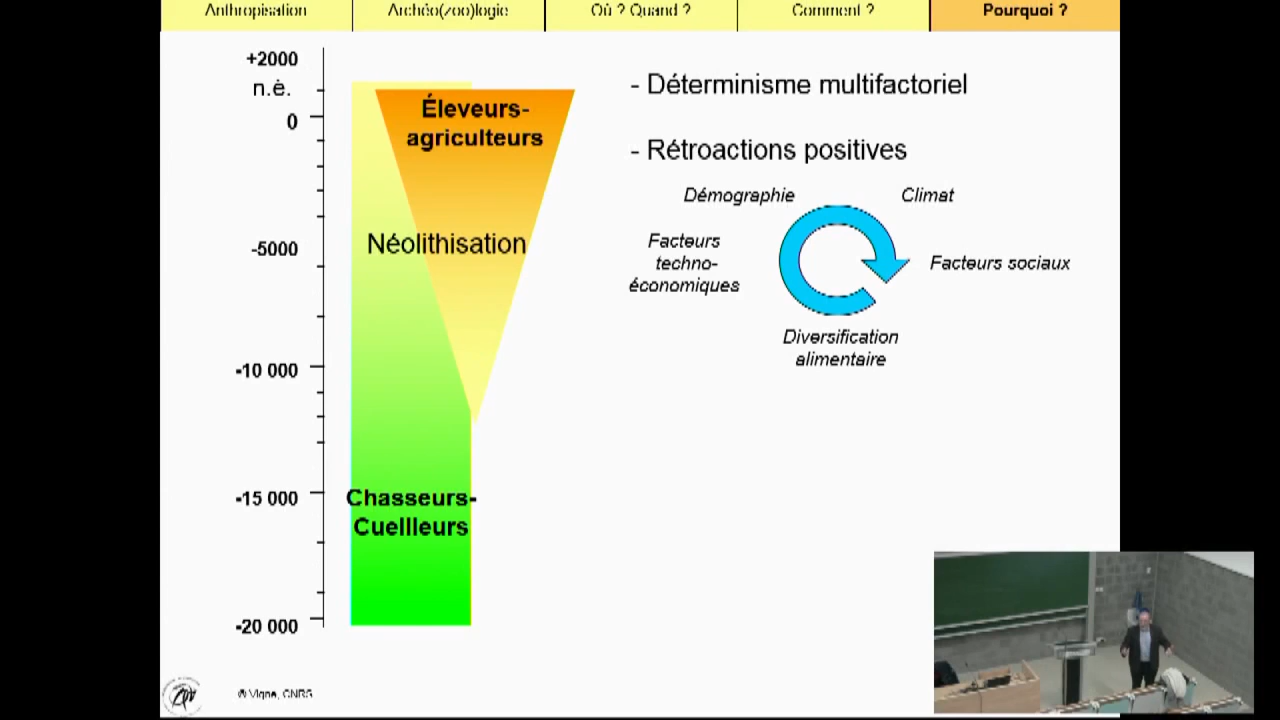 Anthropisation
Archéo(zoo)logie
Où ? Quand ?
Comment ?
Pourquoi ?
+2000
n.è.
0
-5000
-10 000
-15 000
-20 000
Éleveurs-
agriculteurs
Néolithisation
Chasseurs-
Cueilleurs
- Déterminisme multifactoriel
- Rétroactions positives
Démographie
Climat
Facteurs
techno-
économiques
Facteurs sociaux
Diversification
alimentaire
© Vigne, CNRS